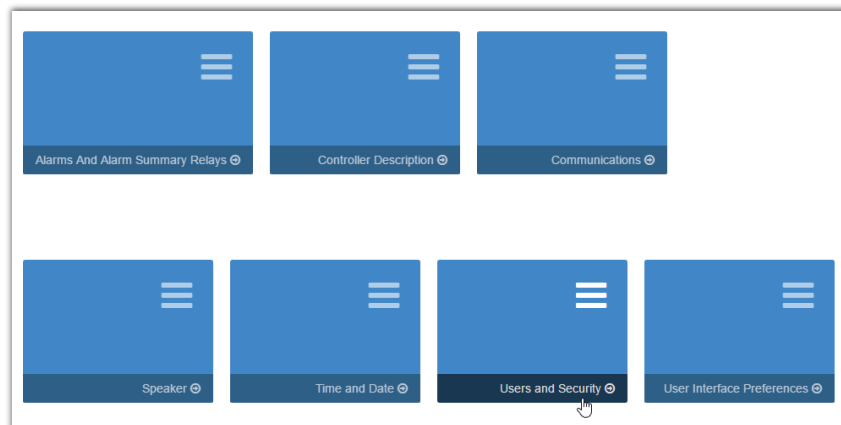 Alarms And Alarm Summary Relays
Controller Description
Communications
Speaker
Time and Date
Users and Security
User Interface Preferences